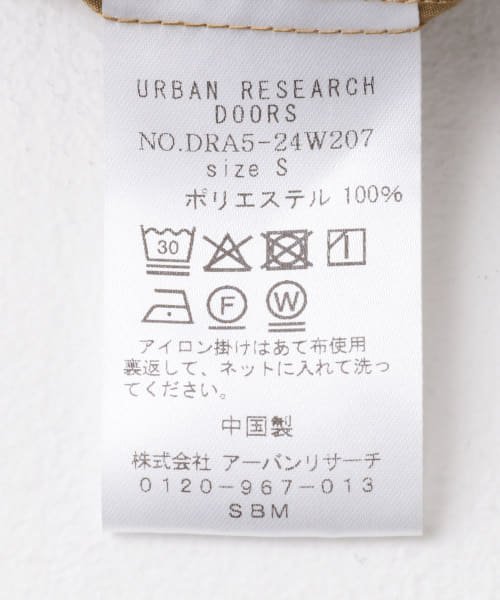 URBAN RESEARCH
DOORS
NO.DRA5-24W207
size S
ポリエステル 100%
30
F W
アイロン掛けはあて布使用
裏返して、ネットに入れて洗っ
てください。
中国製
株式会社 アーバンリサーチ
0120-967-013
SBM